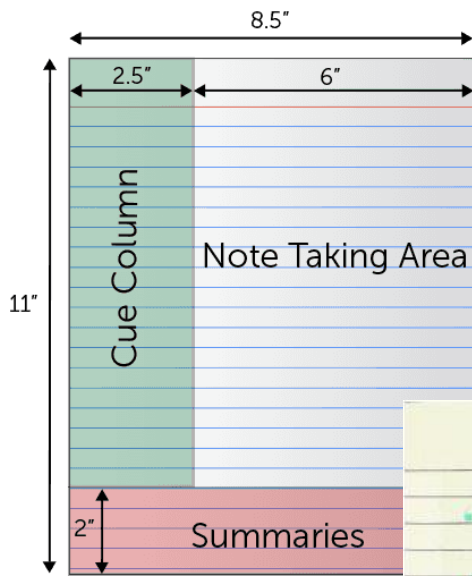 8.5"
2.5" 6"
Cue Column
Note Taking Area
11"
2"
Summaries